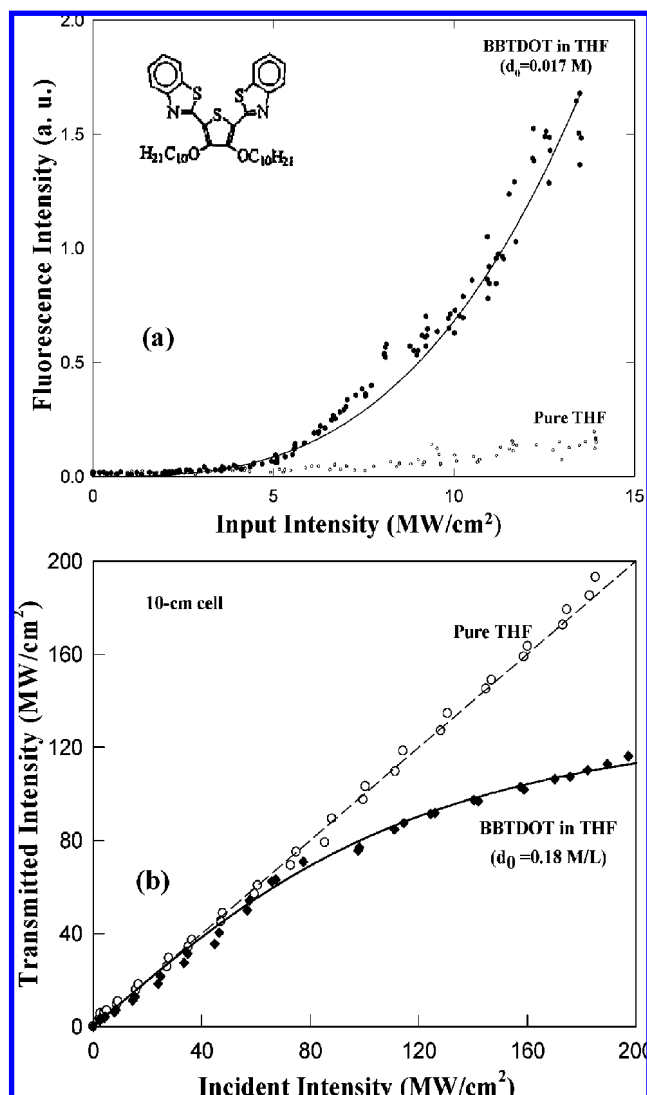 2.0
BBTDOT in THF
(d₀=0.017 M)
S S
N S N
H₂₁C₁₀O OC₁₀H₂₁
1.5
1.0
0.5
0.0
Fluorescence Intensity (a. u.)
(a)
Pure THF
0 5 10 15
Input Intensity (MW/cm²)
200
160
120
80
40
0
Transmitted Intensity (MW/cm²)
10-cm cell
Pure THF
BBTDOT in THF
(d₀ =0.18 M/L)
(b)
0 40 80 120 160 200
Incident Intensity (MW/cm²)